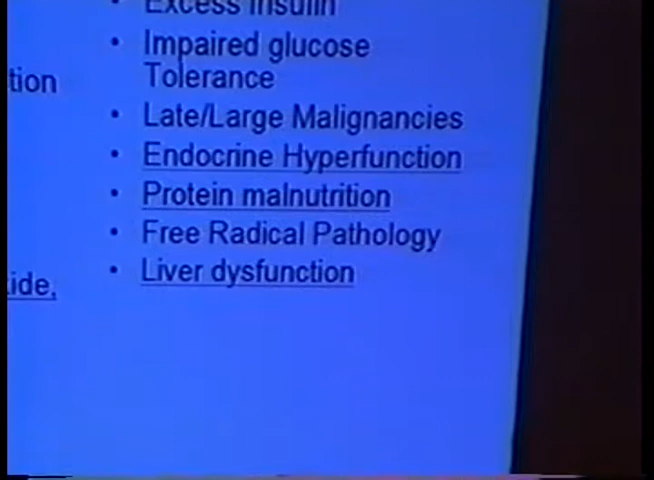 Excess Insulin
• Impaired glucose
Tolerance
tion
• Late/Large Malignancies
• Endocrine Hyperfunction
• Protein malnutrition
• Free Radical Pathology
• Liver dysfunction
ide,